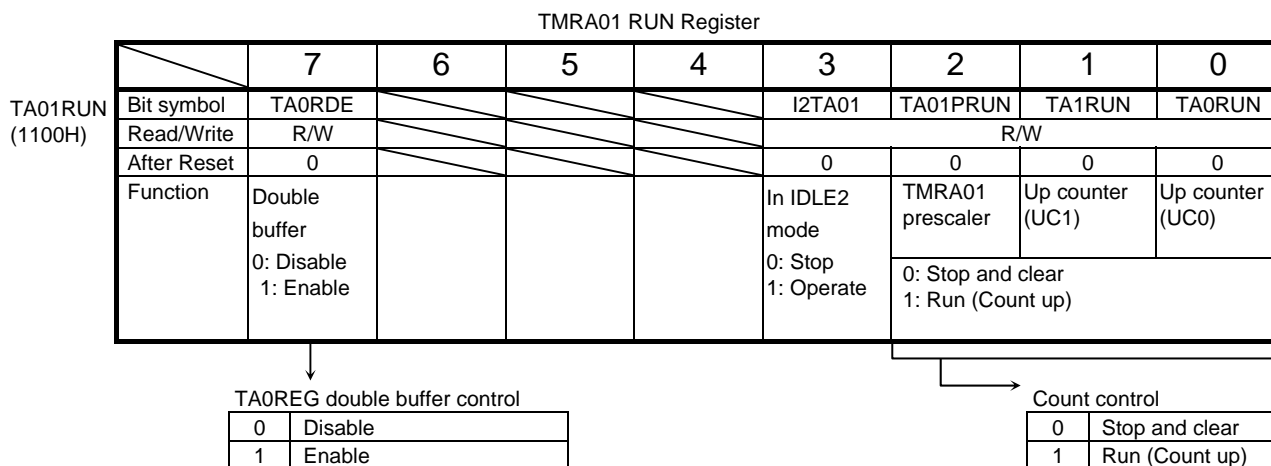 TMRA01 RUN Register
7 6 5 4 3 2 1 0
TA01RUN
(1100H)
Bit symbol TA0RDE I2TA01 TA01PRUN TA1RUN TA0RUN
Read/Write R/W R/W
After Reset 0 0 0 0 0
Function
Double
buffer
0: Disable
1: Enable
In IDLE2
mode
0: Stop
1: Operate
TMRA01
prescaler
Up counter
(UC1)
Up counter
(UC0)
0: Stop and clear
1: Run (Count up)
TA0REG double buffer control
0 Disable
1 Enable
Count control
0 Stop and clear
1 Run (Count up)